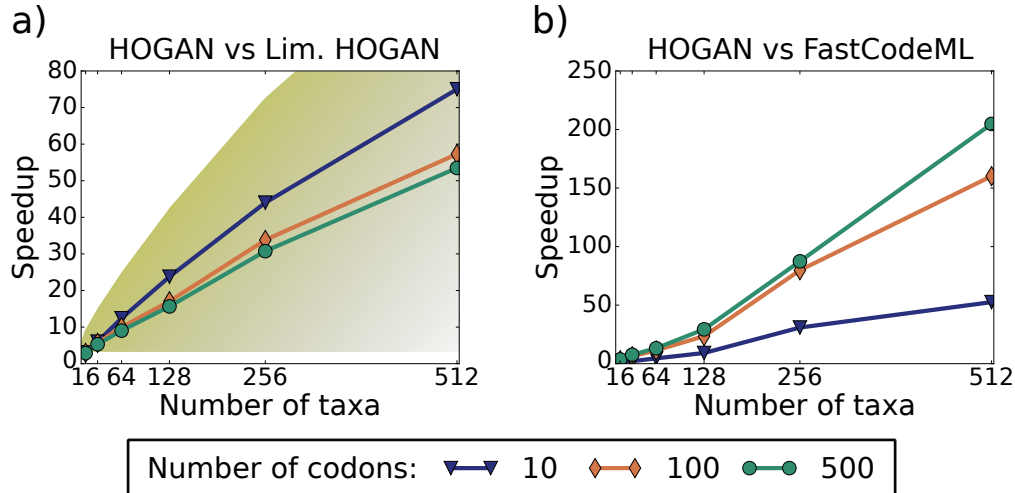 a)
HOGAN vs Lim. HOGAN
80
70
60
50
40
30
20
10
0
Speedup
16 64 128 256 512
Number of taxa
b)
HOGAN vs FastCodeML
250
200
150
100
50
0
Speedup
16 64 128 256 512
Number of taxa
Number of codons: 10 100 500